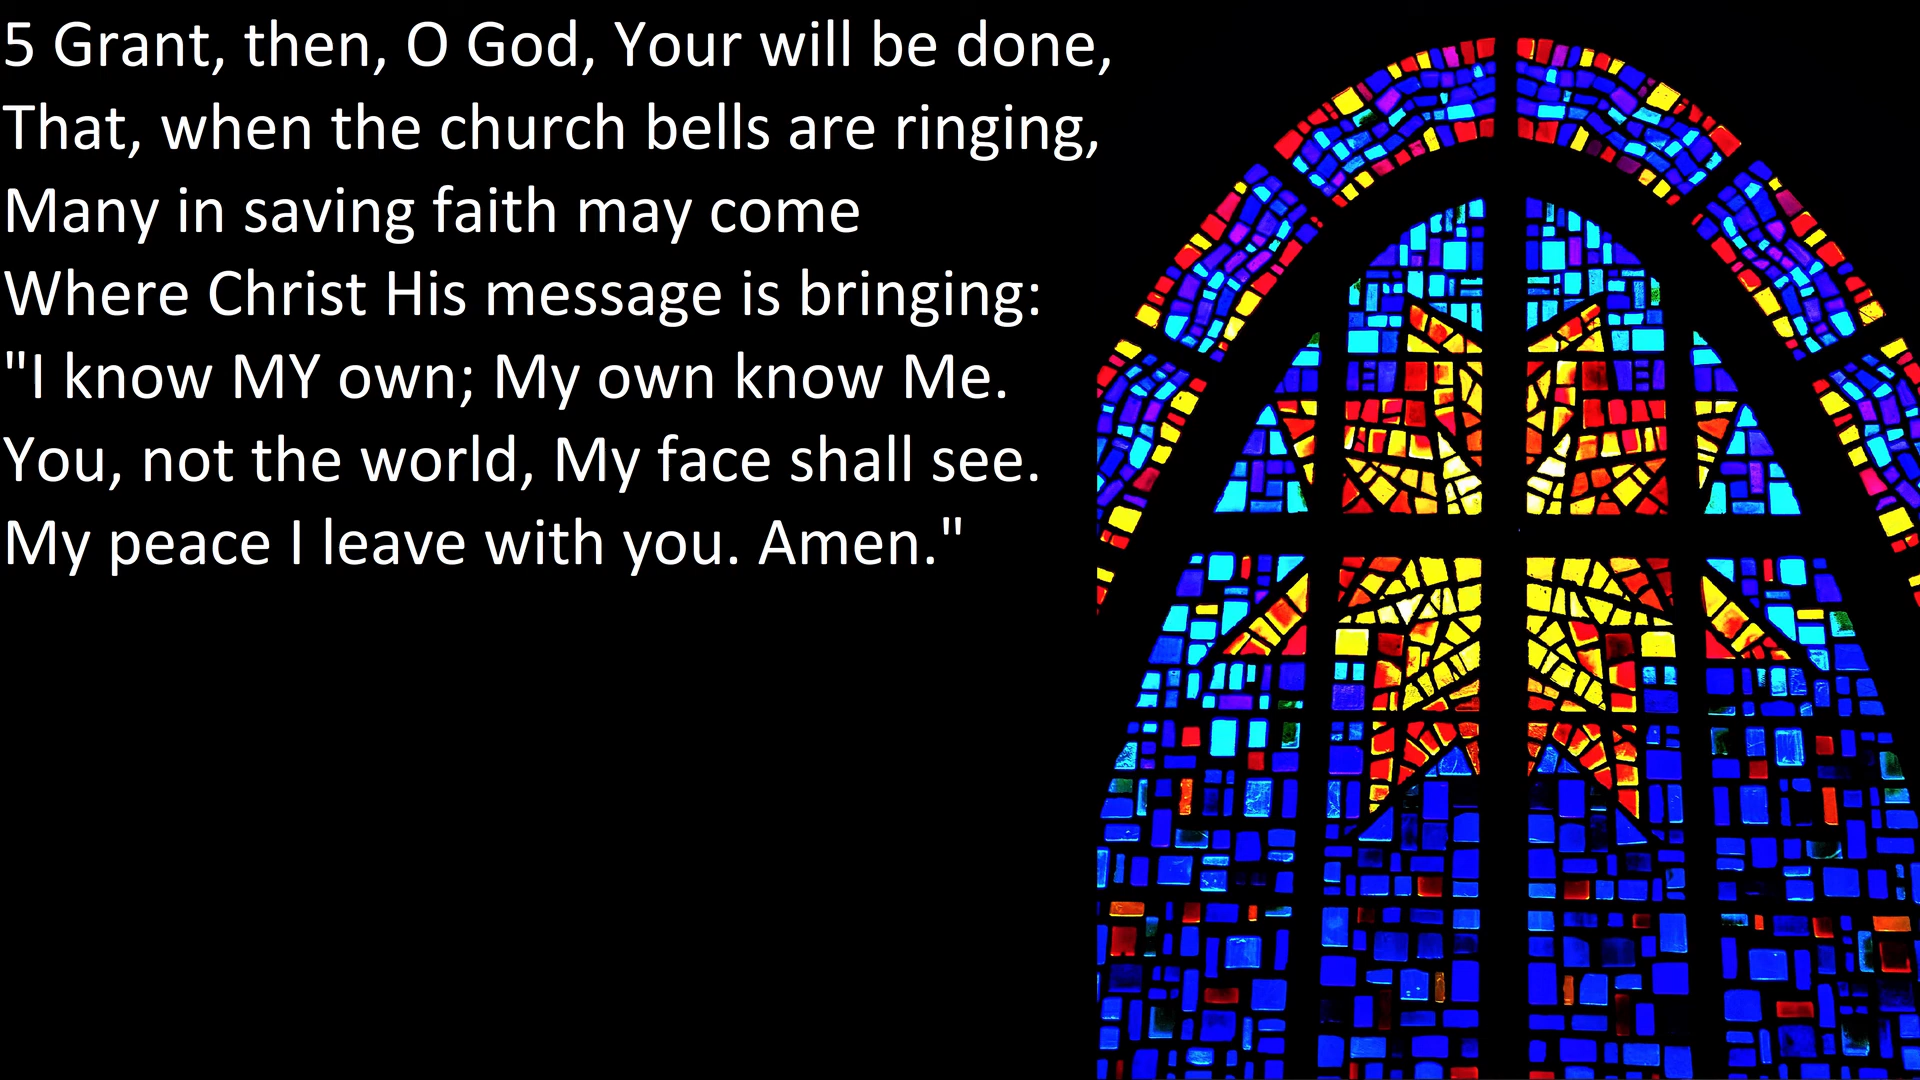 5 Grant, then, O God, Your will be done,
That, when the church bells are ringing,
Many in saving faith may come
Where Christ His message is bringing:
"I know MY own; My own know Me.
You, not the world, My face shall see.
My peace I leave with you. Amen."